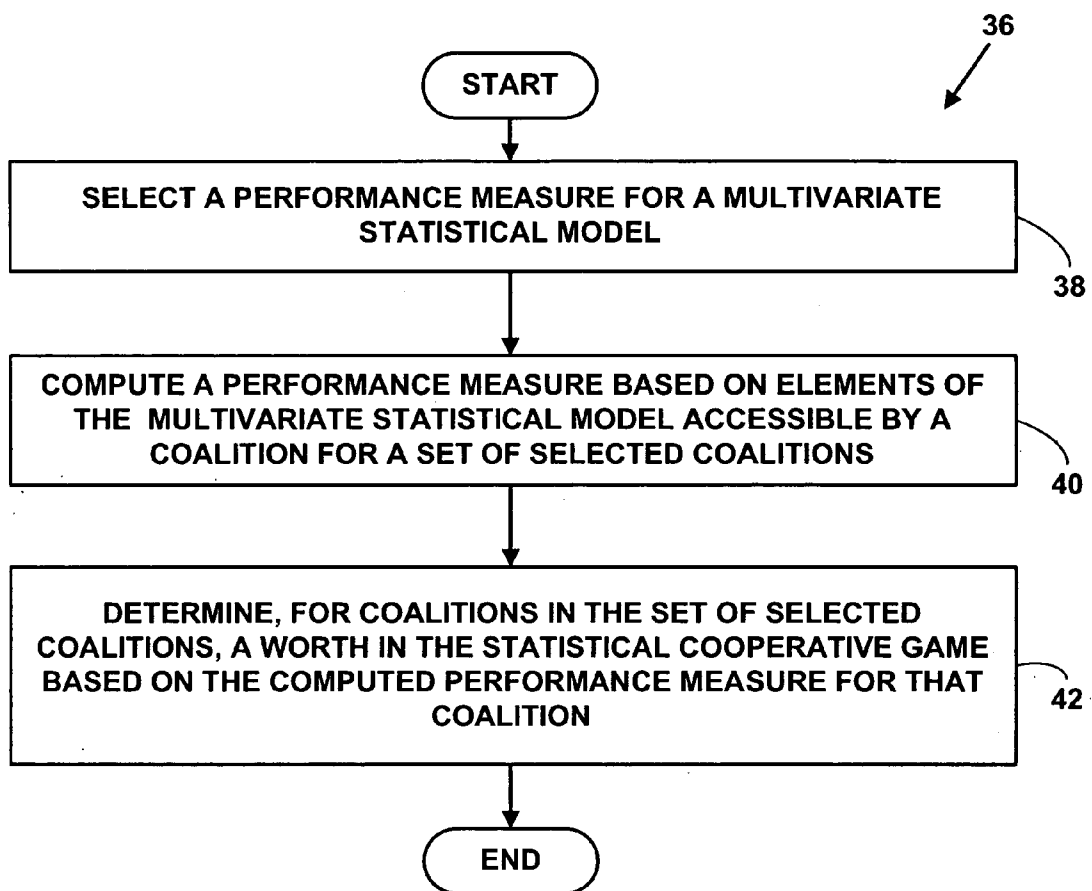 36
START
SELECT A PERFORMANCE MEASURE FOR A MULTIVARIATE
STATISTICAL MODEL
38
COMPUTE A PERFORMANCE MEASURE BASED ON ELEMENTS OF
THE MULTIVARIATE STATISTICAL MODEL ACCESSIBLE BY A
COALITION FOR A SET OF SELECTED COALITIONS
40
DETERMINE, FOR COALITIONS IN THE SET OF SELECTED
COALITIONS, A WORTH IN THE STATISTICAL COOPERATIVE GAME
BASED ON THE COMPUTED PERFORMANCE MEASURE FOR THAT
COALITION
42
END